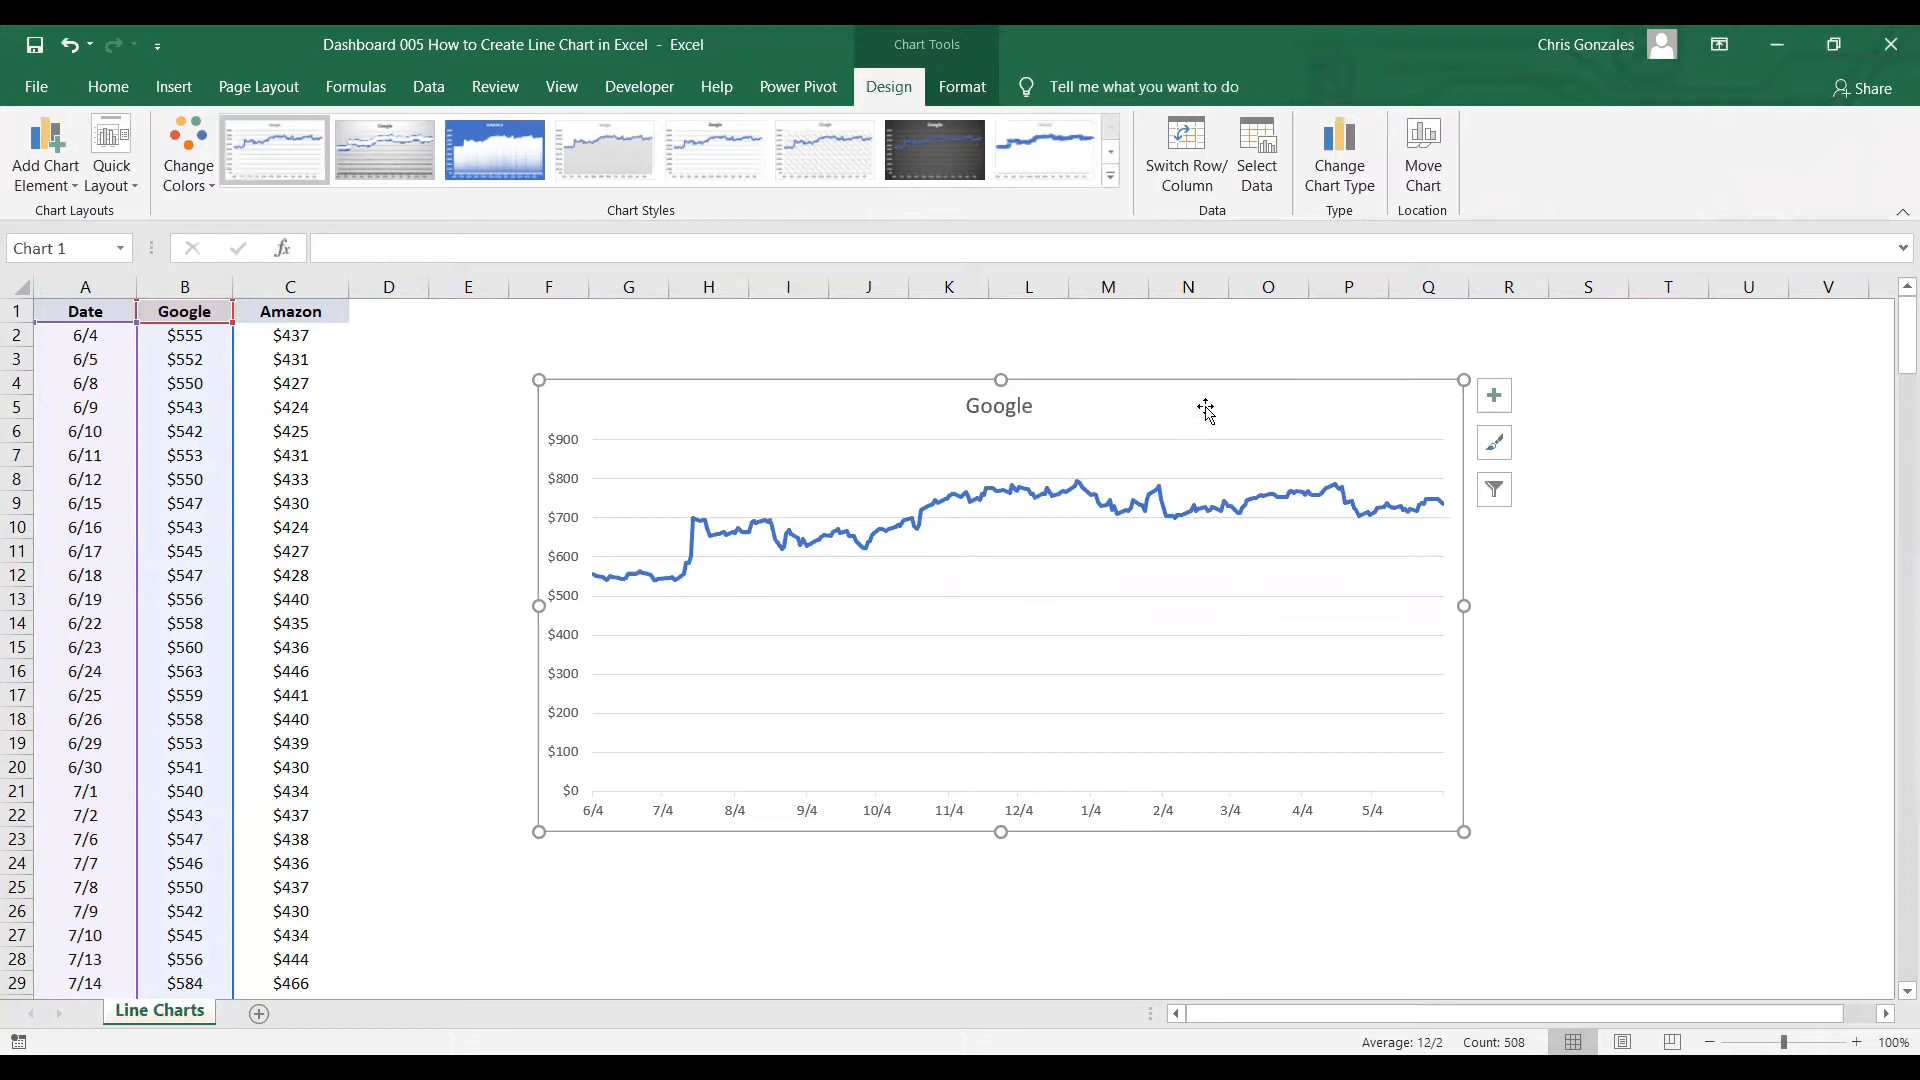 Dashboard 005 How to Create Line Chart in Excel - Excel
Chart Tools
Chris Gonzales
File Home Insert Page Layout Formulas Data Review View Developer Help Power Pivot Design Format Tell me what you want to do Share
Add Chart Element
Quick Layout
Change Colors
Switch Row/ Column
Select Data
Change Chart Type
Move Chart
Chart Layouts Chart Styles Data Type Location
Chart 1 fx
A B C D E F G H I J K L M N O P Q R S T U V
1 Date Google Amazon
2 6/4 $555 $437
3 6/5 $552 $431
4 6/8 $550 $427
5 6/9 $543 $424
6 6/10 $542 $425
7 6/11 $553 $431
8 6/12 $550 $433
9 6/15 $547 $430
10 6/16 $543 $424
11 6/17 $545 $427
12 6/18 $547 $428
13 6/19 $556 $440
14 6/22 $558 $435
15 6/23 $560 $436
16 6/24 $563 $446
17 6/25 $559 $441
18 6/26 $558 $440
19 6/29 $553 $439
20 6/30 $541 $430
21 7/1 $540 $434
22 7/2 $543 $437
23 7/6 $547 $438
24 7/7 $546 $436
25 7/8 $550 $437
26 7/9 $542 $430
27 7/10 $545 $434
28 7/13 $556 $444
29 7/14 $584 $466
Google
$900
$800
$700
$600
$500
$400
$300
$200
$100
$0
6/4 7/4 8/4 9/4 10/4 11/4 12/4 1/4 2/4 3/4 4/4 5/4
Line Charts
Average: 12/2 Count: 508 100%